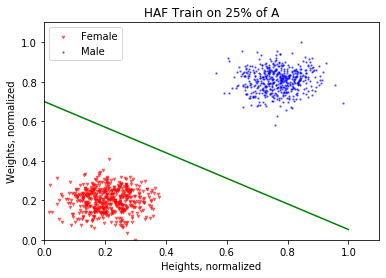 HAF Train on 25% of A
Female
Male
Weights, normalized
1.0
0.8
0.6
0.4
0.2
0.0
0.0 0.2 0.4 0.6 0.8 1.0
Heights, normalized